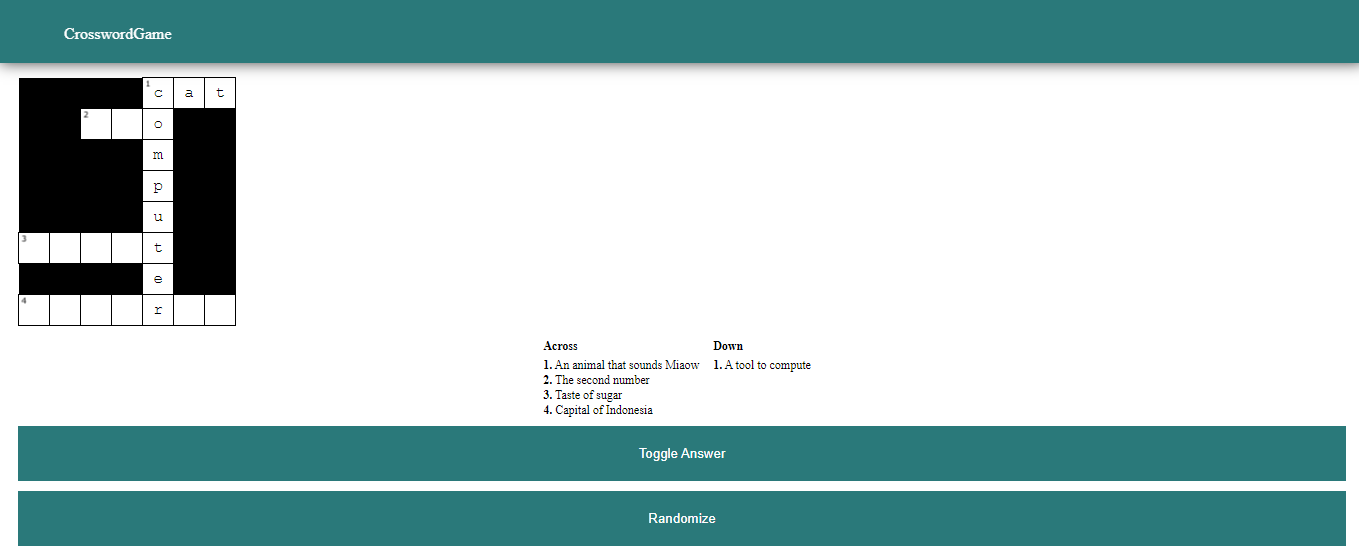 CrosswordGame
1 c a t
2 o
m
p
u
3 t
e
4 r
Across
1. An animal that sounds Miaow
2. The second number
3. Taste of sugar
4. Capital of Indonesia
Down
1. A tool to compute
Toggle Answer
Randomize